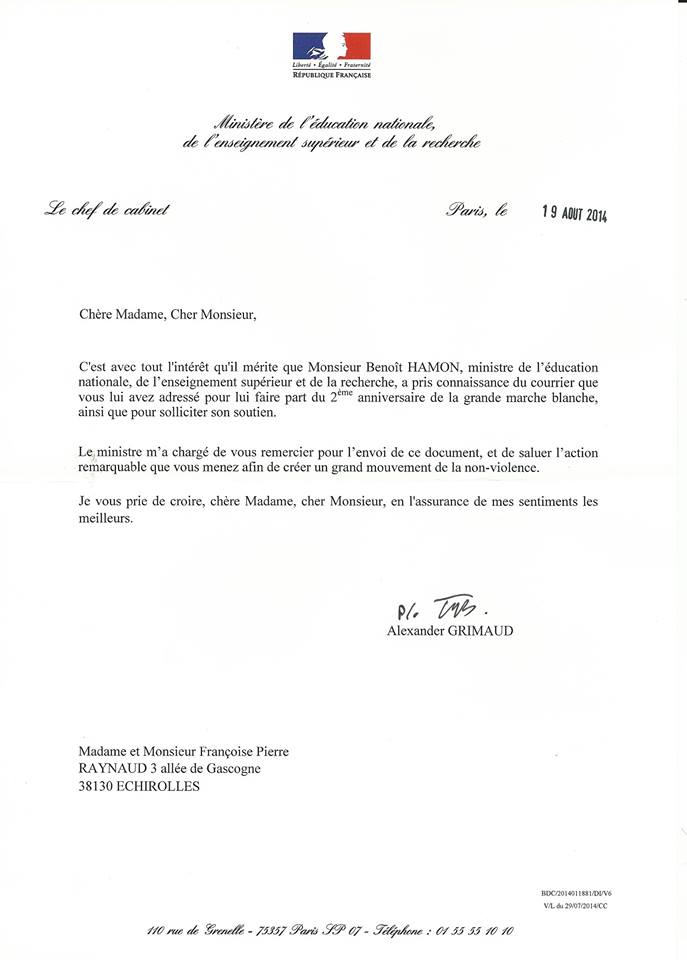 Liberté • Égalité • Fraternité
RÉPUBLIQUE FRANÇAISE
Ministère de l'éducation nationale,
de l'enseignement supérieur et de la recherche
Le chef de cabinet
Paris, le 19 AOUT 2014
Chère Madame, Cher Monsieur,
C'est avec tout l'intérêt qu'il mérite que Monsieur Benoît HAMON, ministre de l'éducation
nationale, de l'enseignement supérieur et de la recherche, a pris connaissance du courrier que
vous lui avez adressé pour lui faire part du 2ème anniversaire de la grande marche blanche,
ainsi que pour solliciter son soutien.
Le ministre m'a chargé de vous remercier pour l'envoi de ce document, et de saluer l'action
remarquable que vous menez afin de créer un grand mouvement de la non-violence.
Je vous prie de croire, chère Madame, cher Monsieur, en l'assurance de mes sentiments les
meilleurs.
P/o
Alexander GRIMAUD
Madame et Monsieur Françoise Pierre
RAYNAUD 3 allée de Gascogne
38130 ECHIROLLES
BDC/2014011881/DI/V6
V/L du 29/07/2014/CC
110 rue de Grenelle - 75357 Paris SP 07 - Téléphone : 01 55 55 10 10